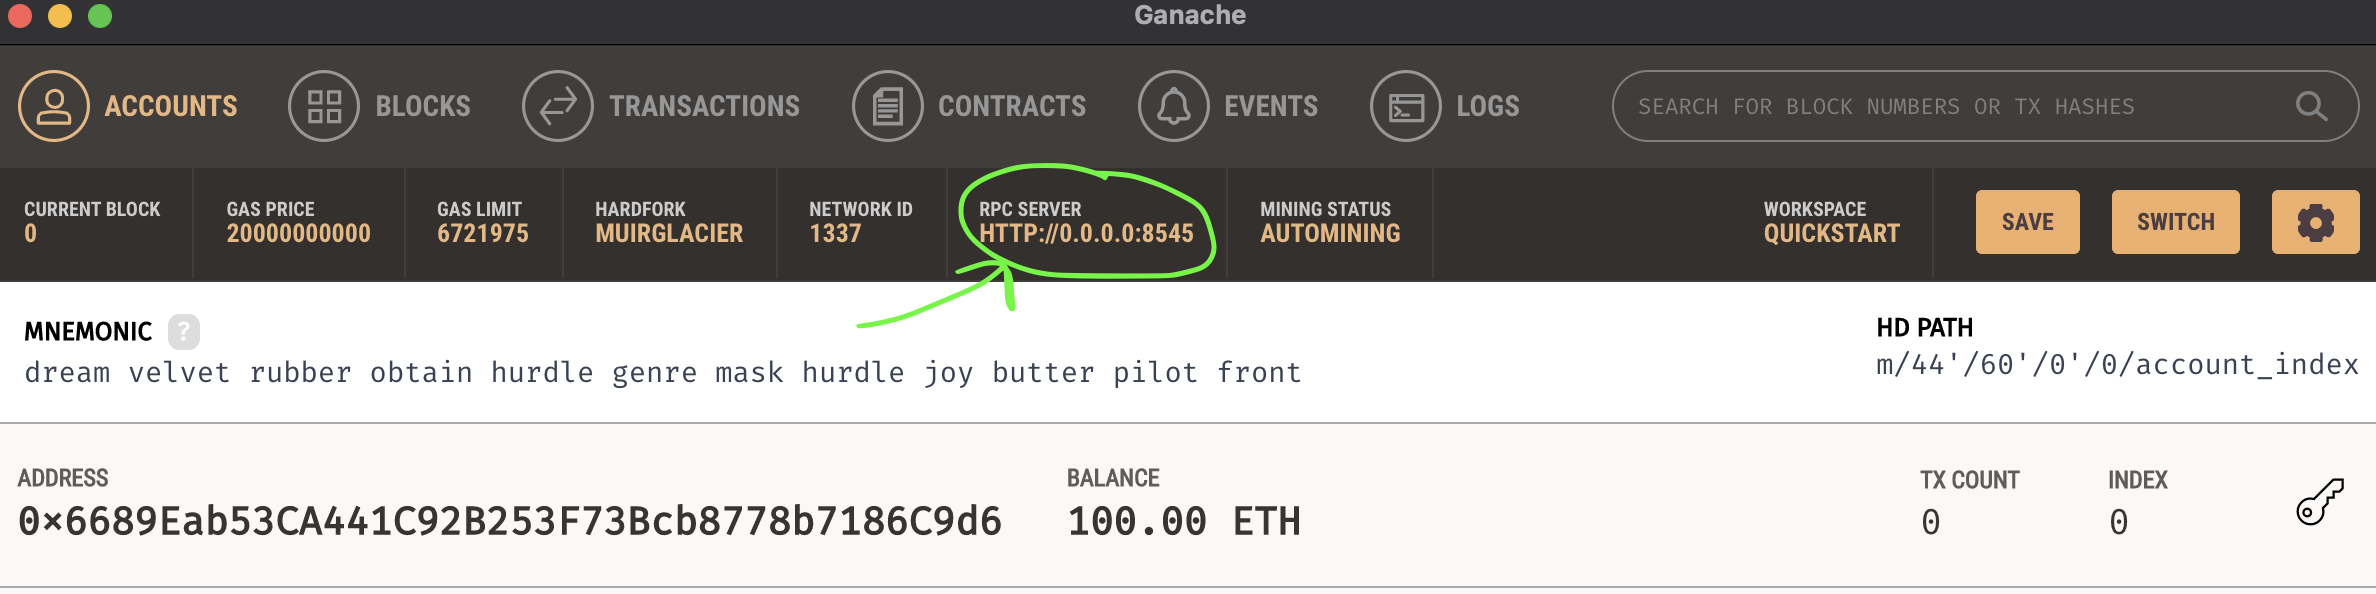 Ganache
ACCOUNTS BLOCKS TRANSACTIONS CONTRACTS EVENTS LOGS SEARCH FOR BLOCK NUMBERS OR TX HASHES
CURRENT BLOCK GAS PRICE GAS LIMIT HARDFORK NETWORK ID RPC SERVER MINING STATUS WORKSPACE
0 20000000000 6721975 MUIRGLACIER 1337 HTTP://0.0.0.0:8545 AUTOMINING QUICKSTART SAVE SWITCH
MNEMONIC ? HD PATH
dream velvet rubber obtain hurdle genre mask hurdle joy butter pilot front m/44'/60'/0'/0/account_index
ADDRESS BALANCE TX COUNT INDEX
0×6689Eab53CA441C92B253F73Bcb8778b7186C9d6 100.00 ETH 0 0